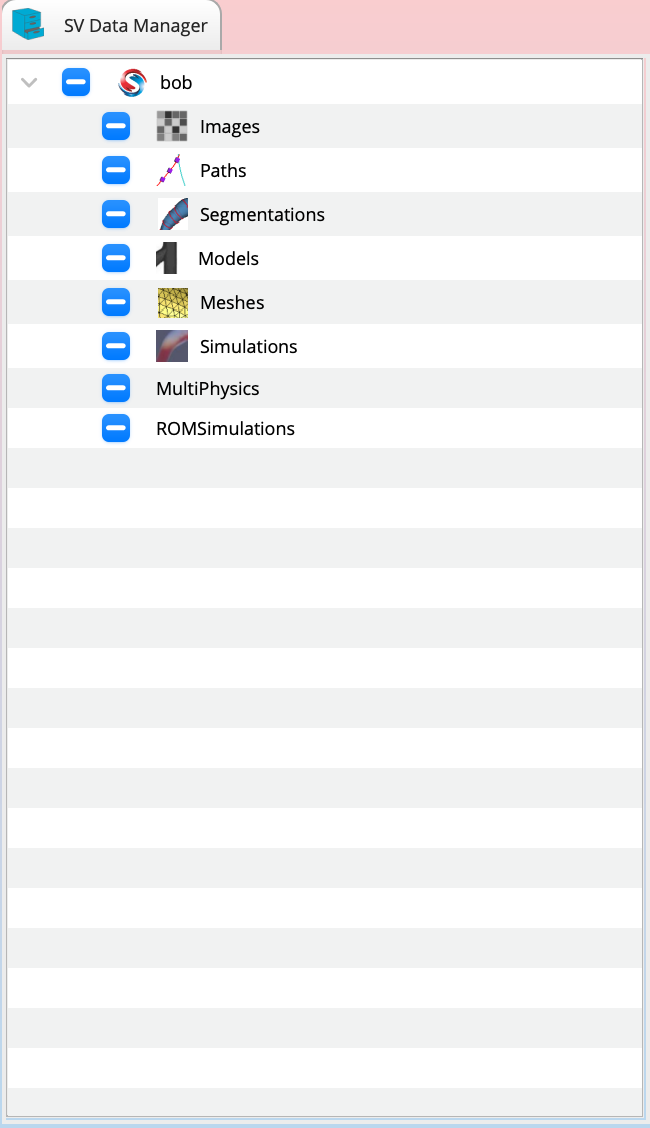 SV Data Manager
bob
Images
Paths
Segmentations
Models
Meshes
Simulations
MultiPhysics
ROMSimulations